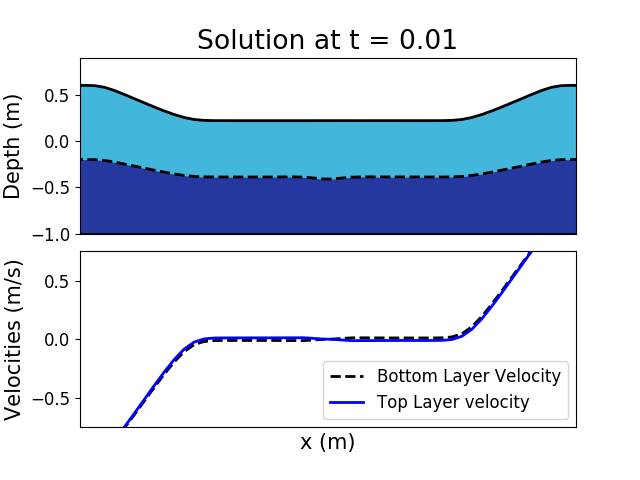 Solution at t = 0.01
Depth (m)
0.5
0.0
−0.5
−1.0
Velocities (m/s)
0.5
0.0
−0.5
Bottom Layer Velocity
Top Layer velocity
x (m)